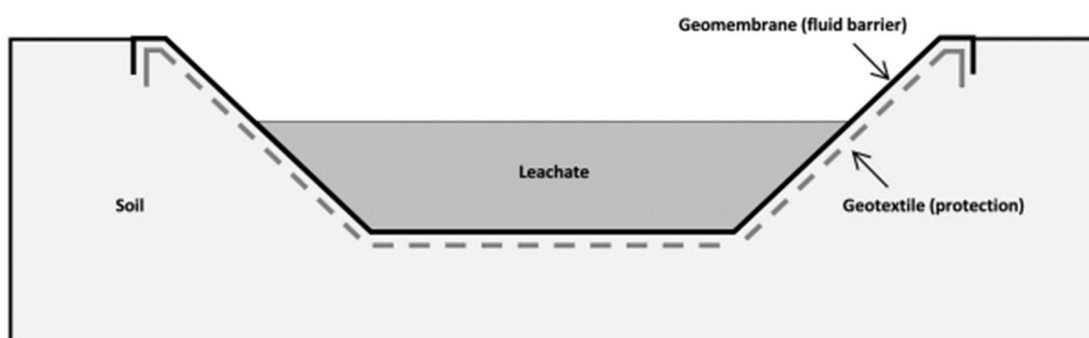 Geomembrane (fluid barrier)
Leachate
Soil
Geotextile (protection)